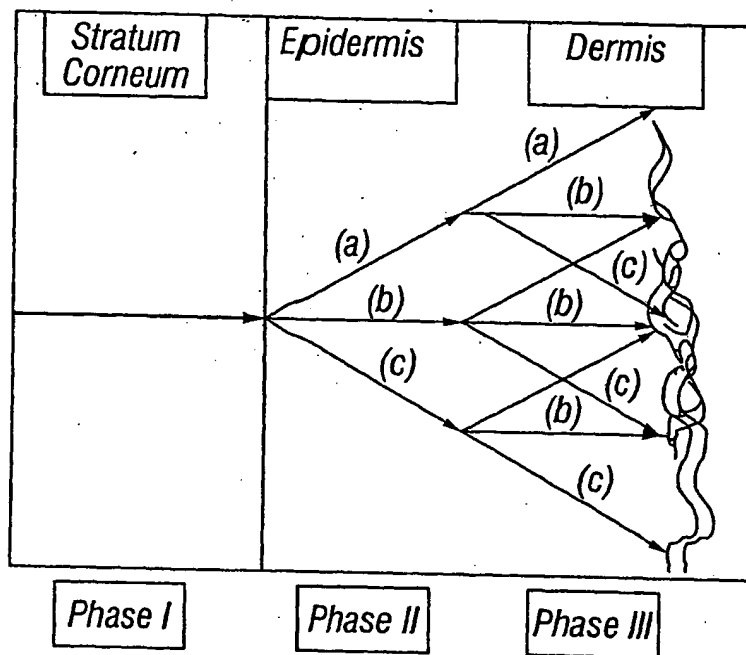 Stratum
Corneum
Epidermis
Dermis
(a)
(b)
(a)
(c)
(b)
(b)
(c)
(c)
(b)
(c)
Phase I
Phase II
Phase III